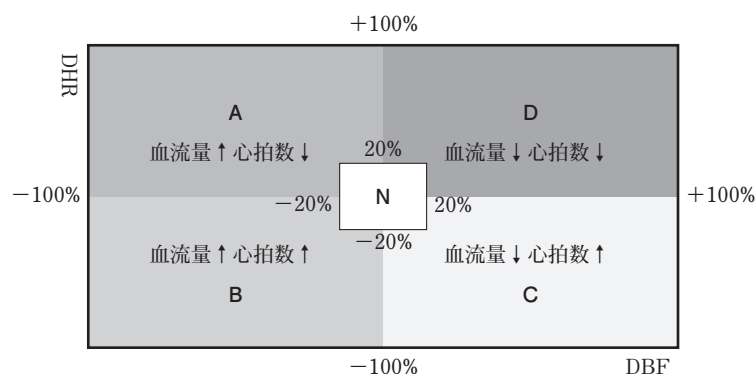 +100%
DHR
A
D
血流量↑心拍数↓
20%
血流量↓心拍数↓
−100%
−20%
N
20%
+100%
−20%
血流量↑心拍数↑
血流量↓心拍数↑
B
C
−100%
DBF